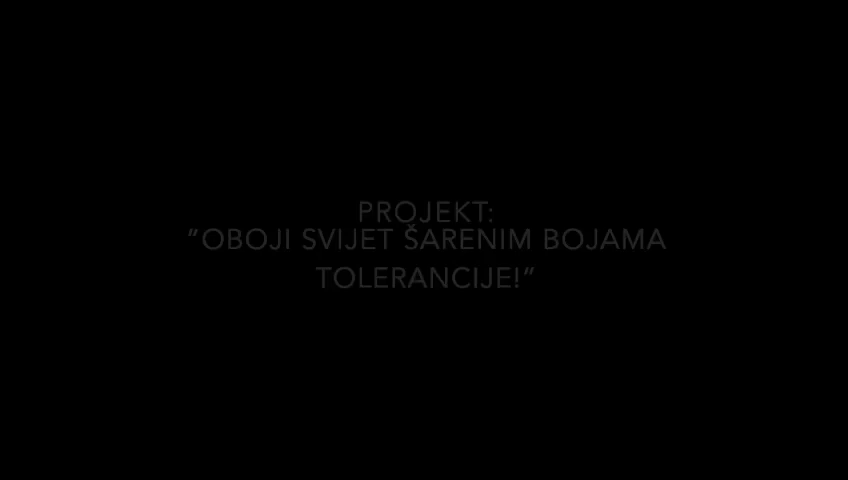 PROJEKT:
“OBOJI SVIJET ŠARENIM BOJAMA
TOLERANCIJE!”